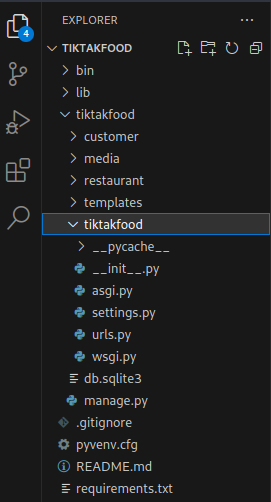 EXPLORER
4
TIKTAKFOOD
bin
lib
tiktakfood
customer
media
restaurant
templates
tiktakfood
__pycache__
__init__.py
asgi.py
settings.py
urls.py
wsgi.py
db.sqlite3
manage.py
.gitignore
pyvenv.cfg
README.md
requirements.txt